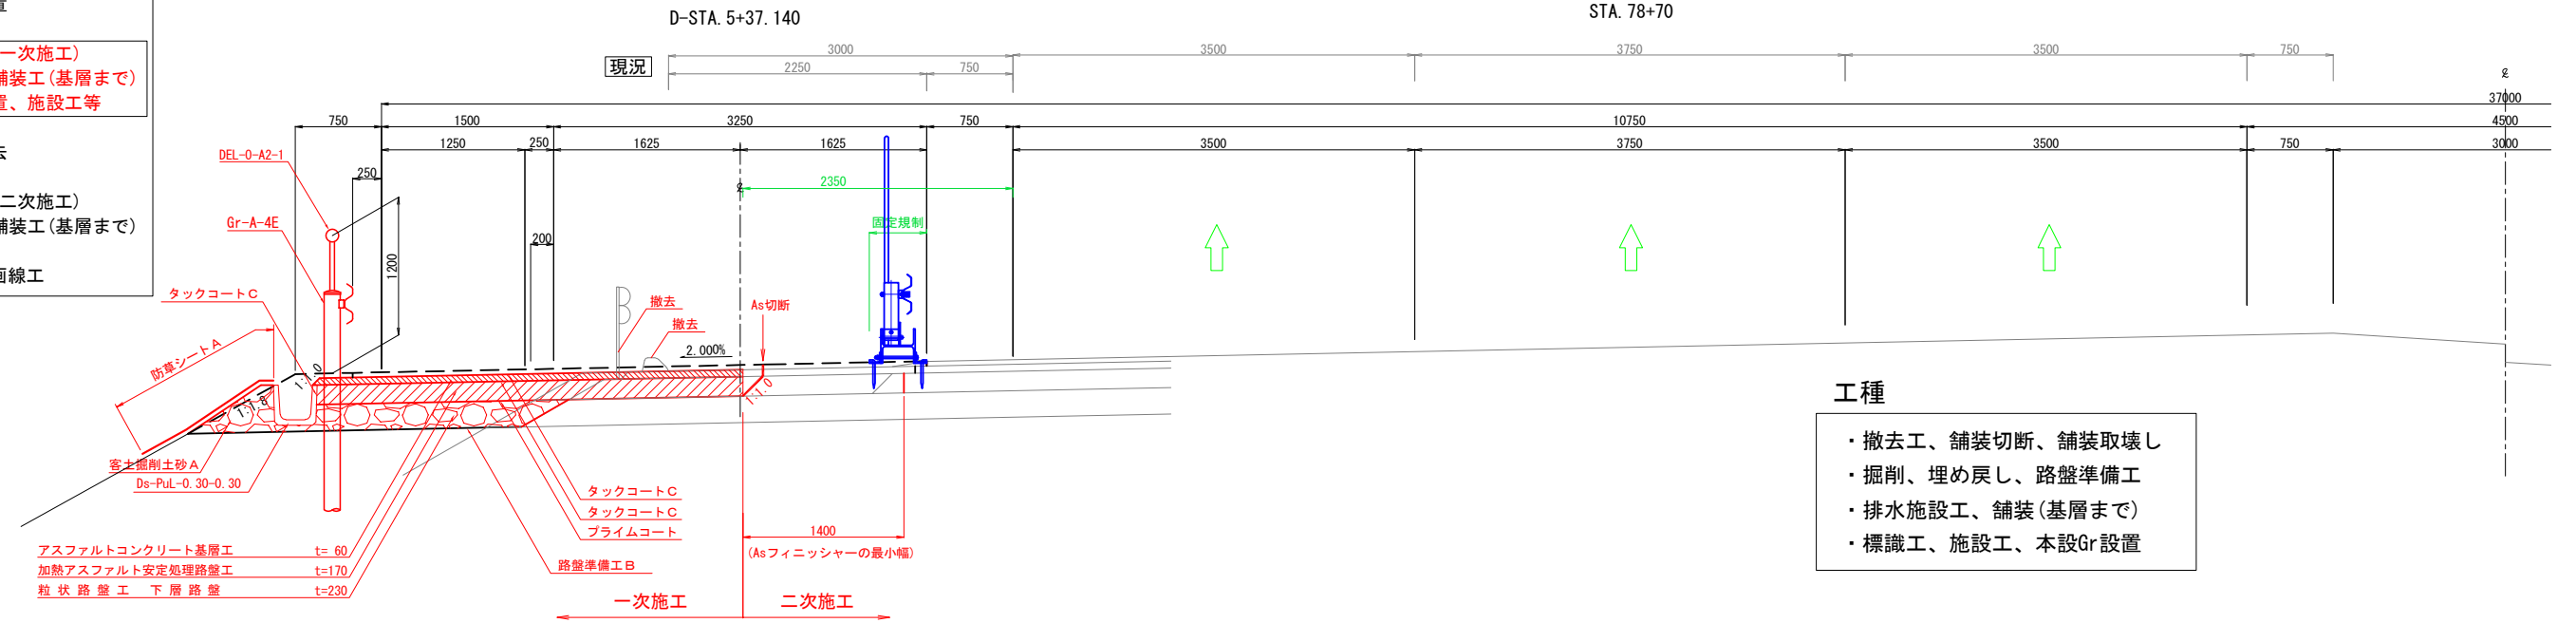 D-STA. 5+37.140
STA. 78+70
一次施工)
舗装工(基層まで)
置、施設工等
二次施工)
舗装工(基層まで)
画線工
現況
3000
2250
750
3500
3750
3500
750
37000
750
1500
3250
750
10750
4500
1250
250
1625
1625
3500
3750
3500
750
3000
DEL-0-A2-1
250
2350
Gr-A-4E
200
1200
固定規制
タックコートC
撤去
撤去
As切断
2.000%
防草シートA
1:1.0
1:1.8
1:1.0
客土掘削土砂A
Ds-PuL-0.30-0.30
タックコートC
タックコートC
プライムコート
路盤準備工B
1400
(Asフィニッシャーの最小幅)
アスファルトコンクリート基層工 t= 60
加熱アスファルト安定処理路盤工 t=170
粒状路盤工 下層路盤 t=230
一次施工
二次施工
工種
・撤去工、舗装切断、舗装取壊し
・掘削、埋め戻し、路盤準備工
・排水施設工、舗装(基層まで)
・標識工、施設工、本設Gr設置